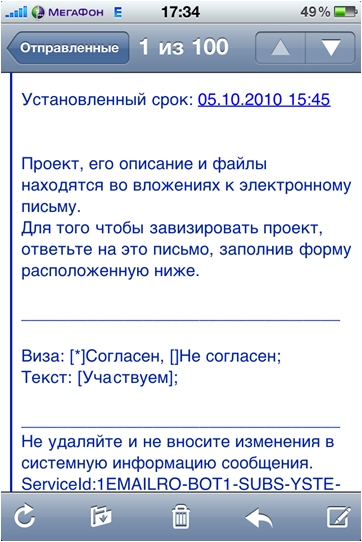 МЕГАФОН E 17:34 49%
Отправленные 1 из 100
Установленный срок: 05.10.2010 15:45
Проект, его описание и файлы
находятся во вложениях к электронному
письму.
Для того чтобы завизировать проект,
ответьте на это письмо, заполнив форму
расположенную ниже.
Виза: [*]Согласен, []Не согласен;
Текст: [Участвуем];
Не удаляйте и не вносите изменения в
системную информацию сообщения.
ServiceId:1EMAILRO-BOT1-SUBS-YSTE-